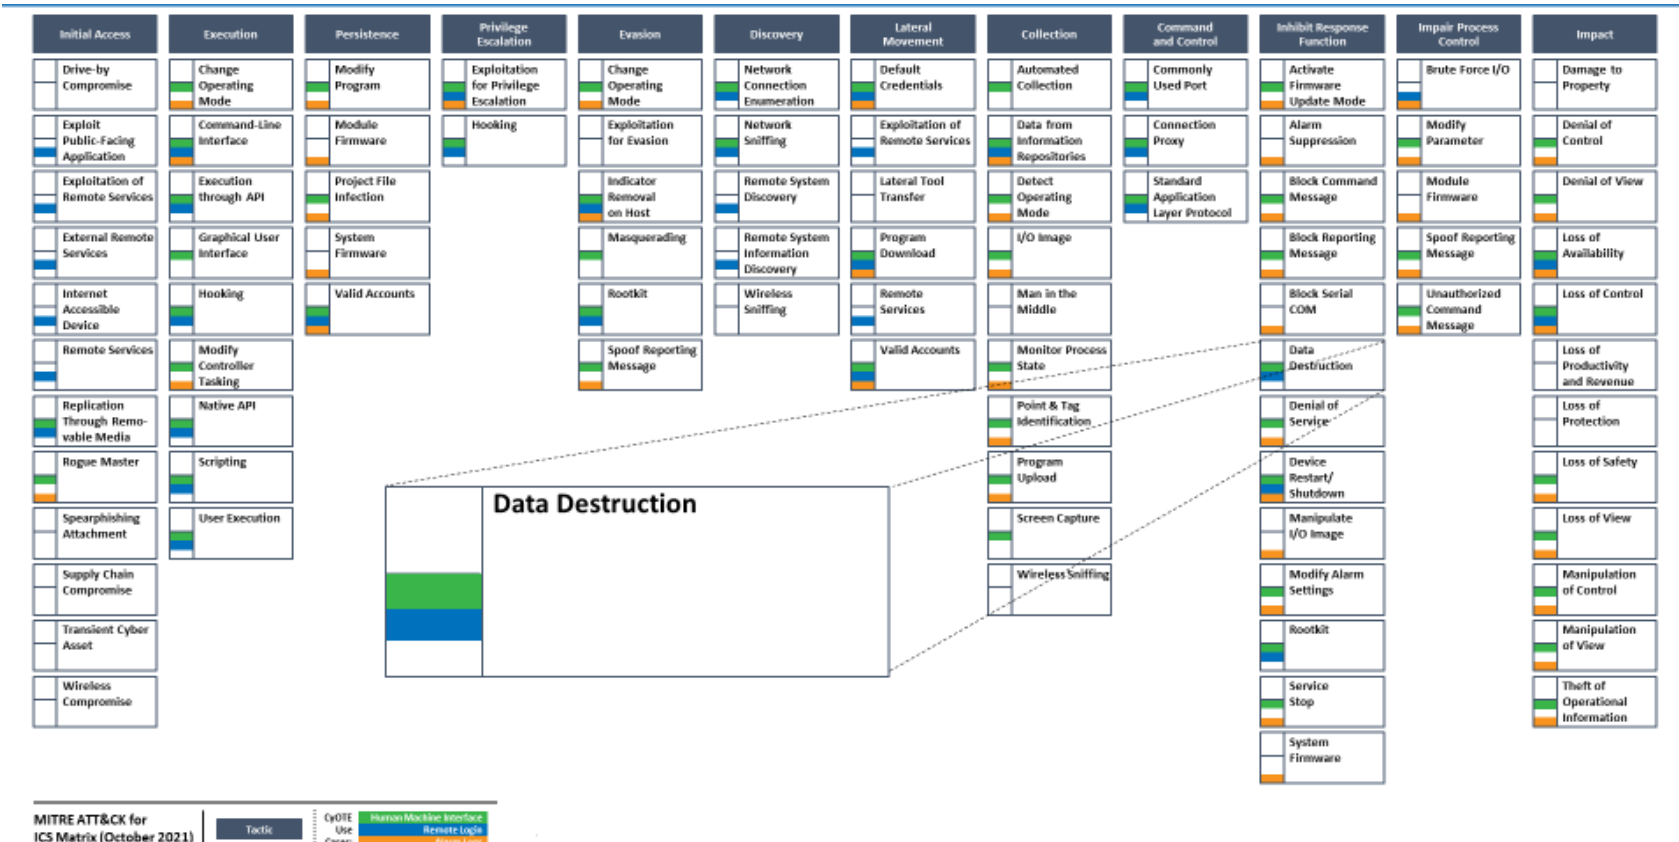 Initial Access
Drive-by
Compromise
Exploit
Public-Facing
Application
Exploitation of
Remote Services
External Remote
Services
Internet
Accessible
Device
Remote Services
Replication
Through Remo-
vable Media
Rogue Master
Spearphishing
Attachment
Supply Chain
Compromise
Transient Cyber
Asset
Wireless
Compromise
Execution
Change
Operating
Mode
Command-Line
Interface
Execution
through API
Graphical User
Interface
Hooking
Modify
Controller
Tasking
Native API
Scripting
User Execution
Persistence
Modify
Program
Module
Firmware
Project File
Infection
System
Firmware
Valid Accounts
Privilege
Escalation
Exploitation
for Privilege
Escalation
Hooking
Evasion
Change
Operating
Mode
Exploitation
for Evasion
Indicator
Removal
on Host
Masquerading
Rootkit
Spoof Reporting
Message
Discovery
Network
Connection
Enumeration
Network
Sniffing
Remote System
Discovery
Remote System
Information
Discovery
Wireless
Sniffing
Lateral
Movement
Default
Credentials
Exploitation of
Remote Services
Lateral Tool
Transfer
Program
Download
Remote
Services
Valid Accounts
Collection
Automated
Collection
Data from
Information
Repositories
Detect
Operating
Mode
I/O Image
Man in the
Middle
Monitor Process
State
Point & Tag
Identification
Program
Upload
Screen Capture
Wireless Sniffing
Command
and Control
Commonly
Used Port
Connection
Proxy
Standard
Application
Layer Protocol
Inhibit Response
Function
Activate
Firmware
Update Mode
Alarm
Suppression
Block Command
Message
Block Reporting
Message
Block Serial
COM
Data
Destruction
Denial of
Service
Device
Restart/
Shutdown
Manipulate
I/O Image
Modify Alarm
Settings
Rootkit
Service
Stop
System
Firmware
Impair Process
Control
Brute Force I/O
Modify
Parameter
Module
Firmware
Spoof Reporting
Message
Unauthorized
Command
Message
Impact
Damage to
Property
Denial of
Control
Denial of View
Loss of
Availability
Loss of Control
Loss of
Productivity
and Revenue
Loss of
Protection
Loss of Safety
Loss of View
Manipulation
of Control
Manipulation
of View
Theft of
Operational
Information
Data Destruction
MITRE ATT&CK for
ICS Matrix (October 2021)
Tactic
CyOTE
Use
Human Machine Interface
Remote Login